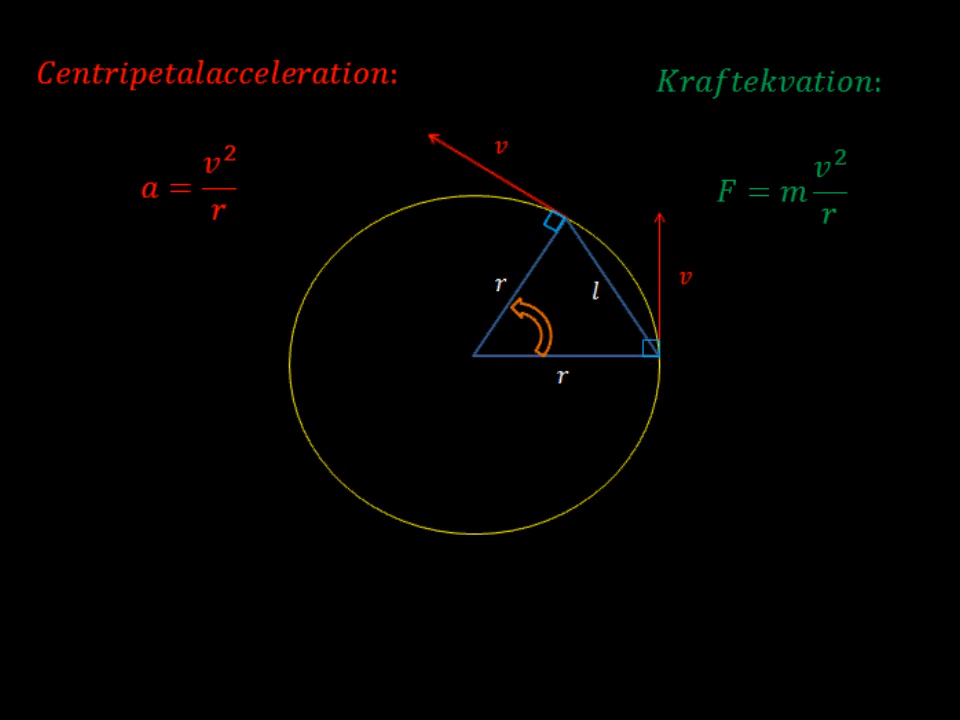 Centripetalacceleration:
Kraftekvation:
a = v²/r
F = m v²/r
v
v
r
l
r